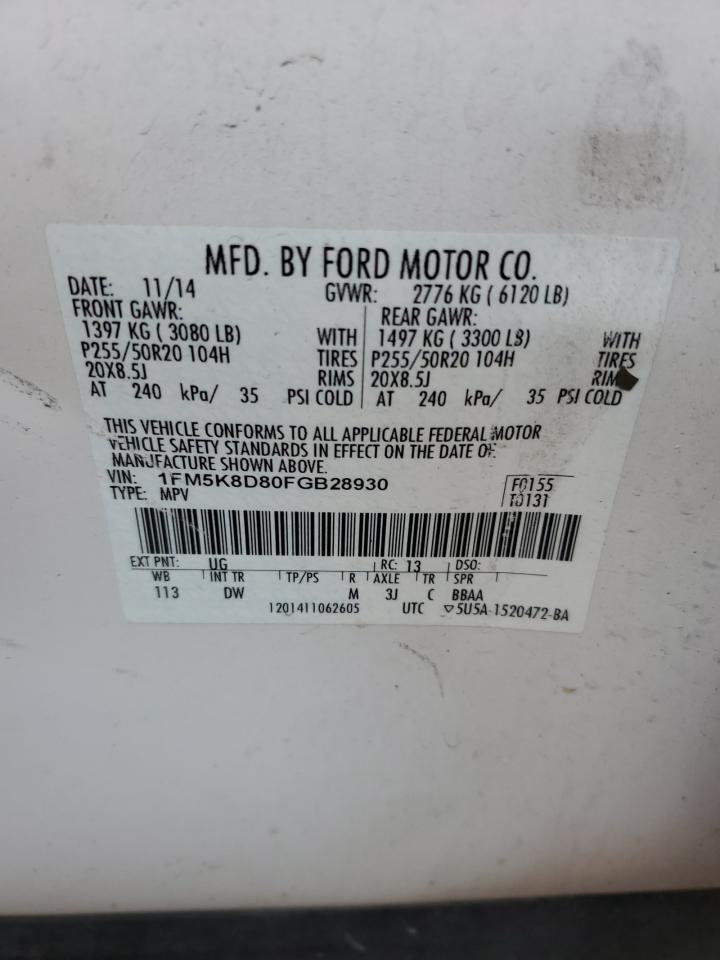 MFD. BY FORD MOTOR CO.
DATE: 11/14 GVWR: 2776 KG ( 6120 LB)
FRONT GAWR: REAR GAWR:
1397 KG ( 3080 LB) WITH 1497 KG ( 3300 LB) WITH
P255/50R20 104H TIRES P255/50R20 104H TIRES
20X8.5J RIMS 20X8.5J RIM
AT 240 kPa/ 35 PSI COLD AT 240 kPa/ 35 PSI COLD
THIS VEHICLE CONFORMS TO ALL APPLICABLE FEDERAL MOTOR
VEHICLE SAFETY STANDARDS IN EFFECT ON THE DATE OF
MANUFACTURE SHOWN ABOVE.
VIN: 1FM5K8D80FGB28930 F0155
TYPE: MPV T0131
EXT PNT: UG RC: 13 DSO:
WB INT TR TP/PS R AXLE TR SPR
113 DW M 3J C BBAA
1201411062605 UTC ▽5U5A-1520472-BA